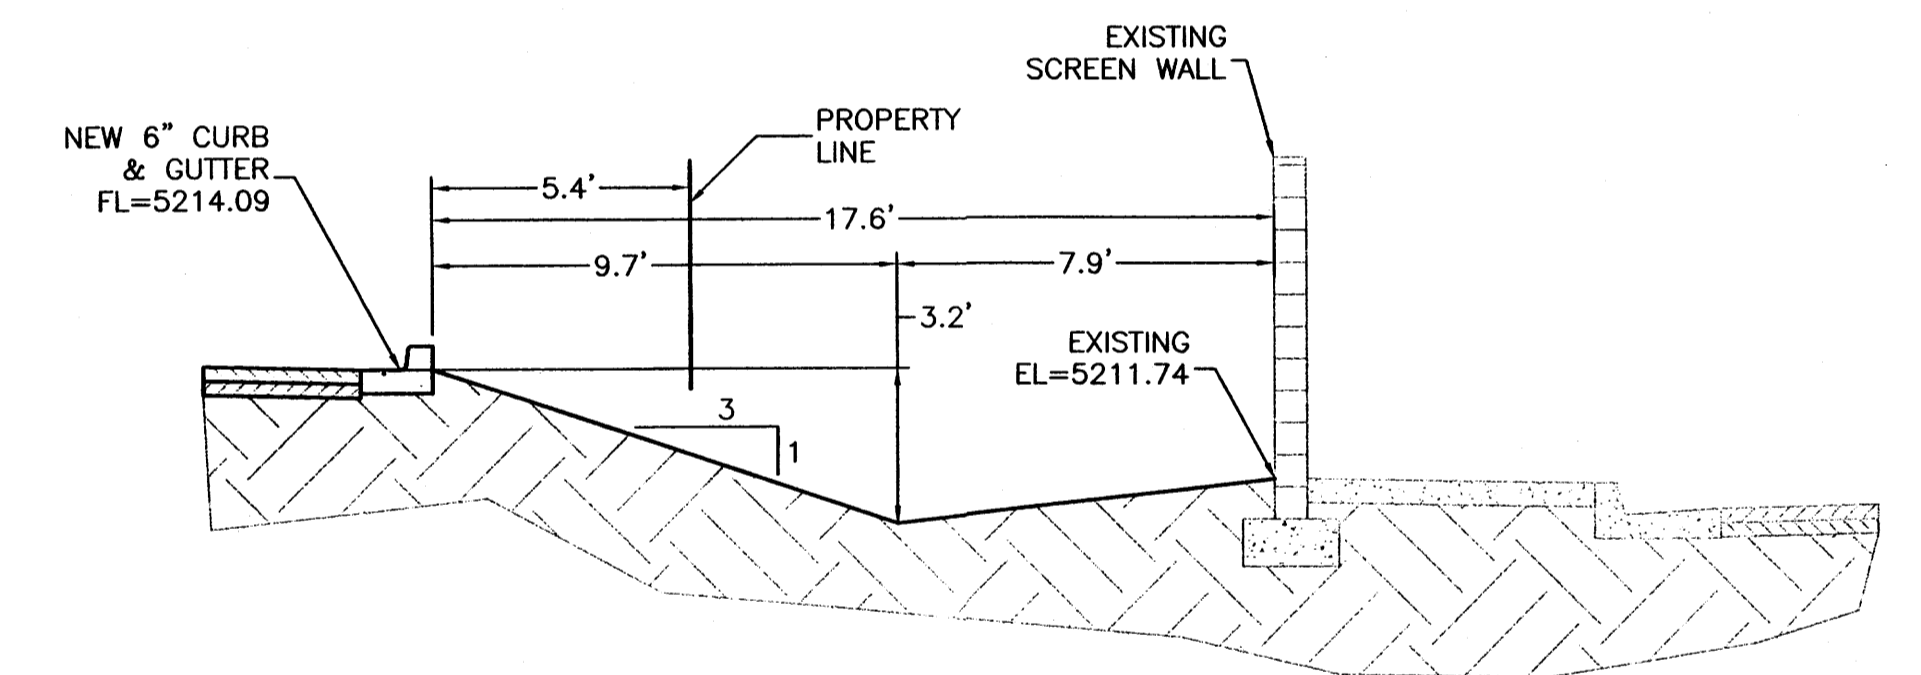 EXISTING
SCREEN WALL
PROPERTY
LINE
NEW 6” CURB
& GUTTER
FL=5214.09
5.4’
17.6’
9.7’
7.9’
3.2’
EXISTING
EL=5211.74
3
1